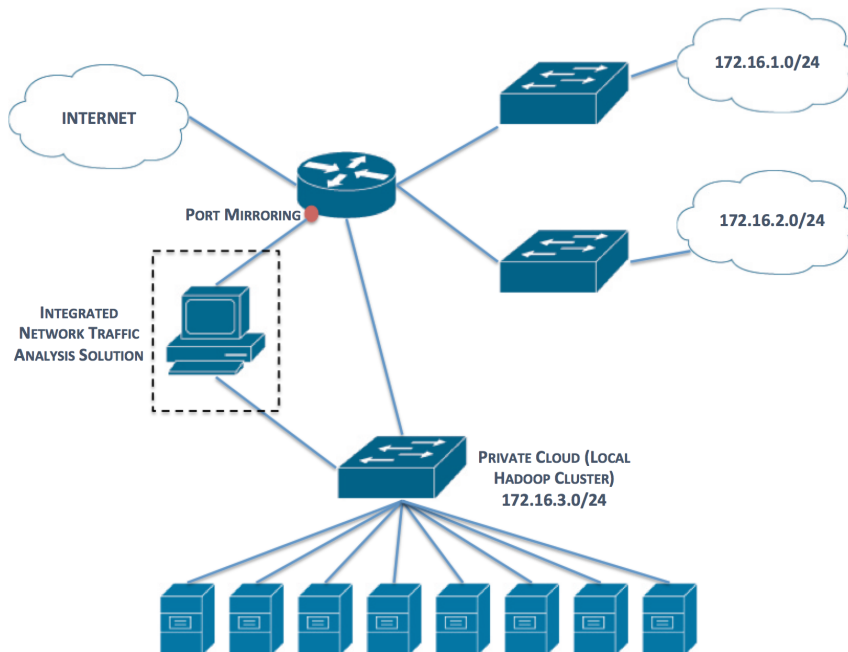 INTERNET
172.16.1.0/24
PORT MIRRORING
172.16.2.0/24
INTEGRATED
NETWORK TRAFFIC
ANALYSIS SOLUTION
PRIVATE CLOUD (LOCAL
HADOOP CLUSTER)
172.16.3.0/24